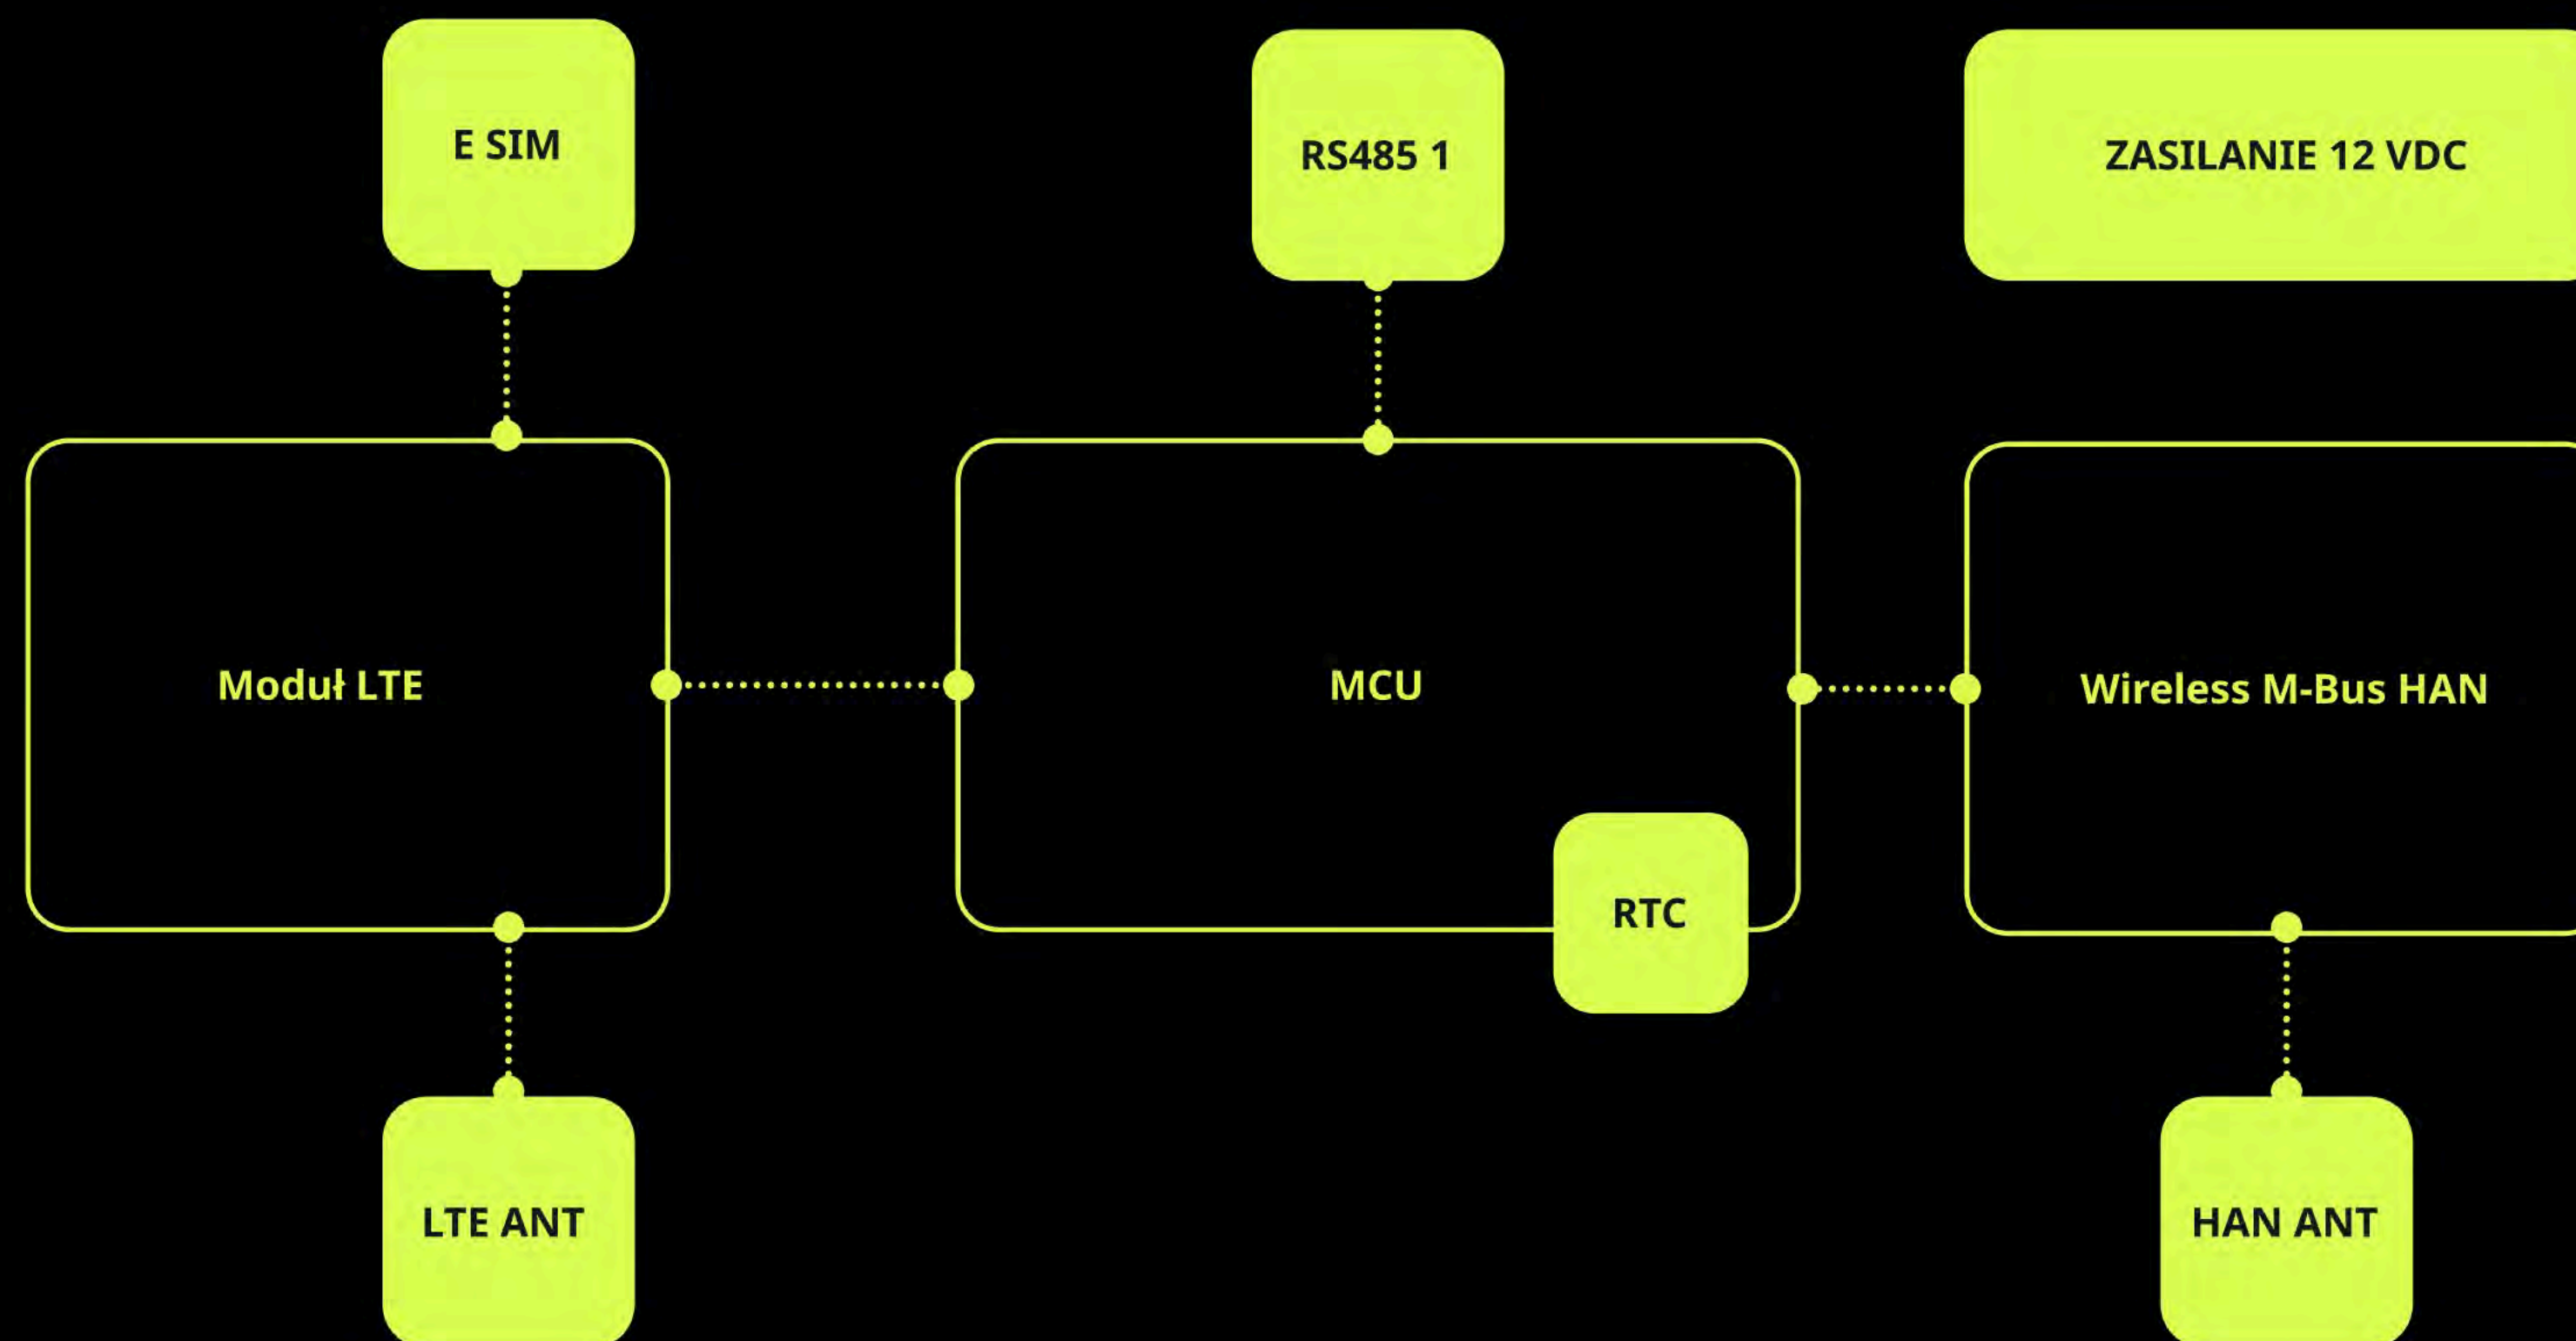 E SIM
RS485 1
ZASILANIE 12 VDC
Moduł LTE
MCU
Wireless M-Bus HAN
RTC
LTE ANT
HAN ANT